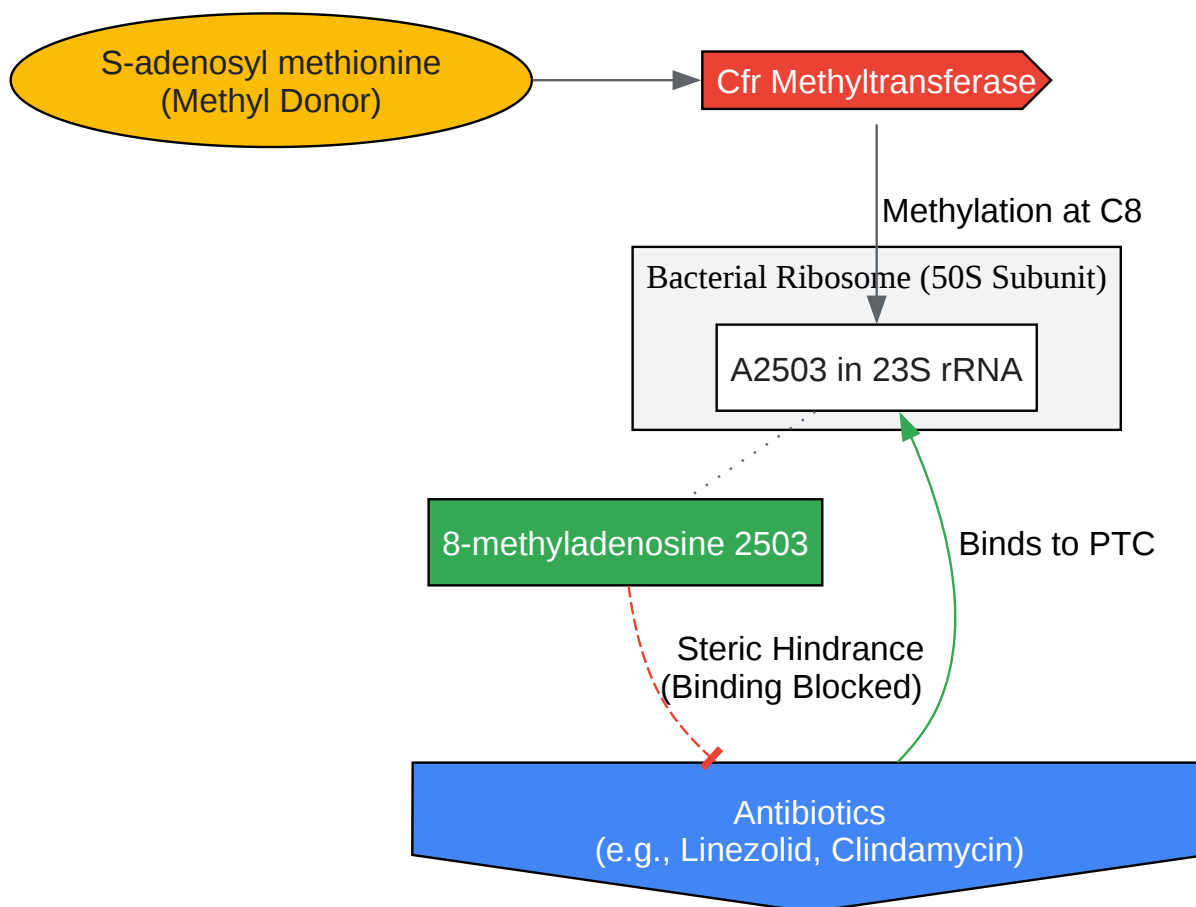 S-adenosyl methionine
(Methyl Donor)
Cfr Methyltransferase
Methylation at C8
Bacterial Ribosome (50S Subunit)
A2503 in 23S rRNA
8-methyladenosine 2503
Binds to PTC
Steric Hindrance
(Binding Blocked)
Antibiotics
(e.g., Linezolid, Clindamycin)